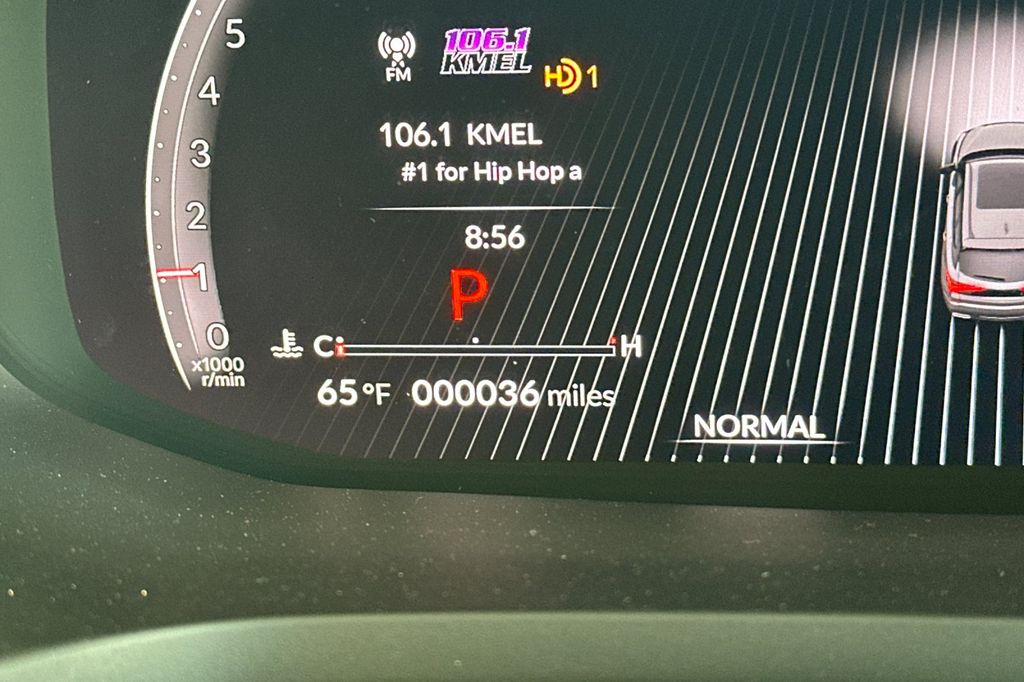 5
4
3
2
1
0
x1000
r/min
FM
106.1
KMEL
HD 1
106.1 KMEL
#1 for Hip Hop a
8:56
P
C H
65 °F 000036 miles
NORMAL